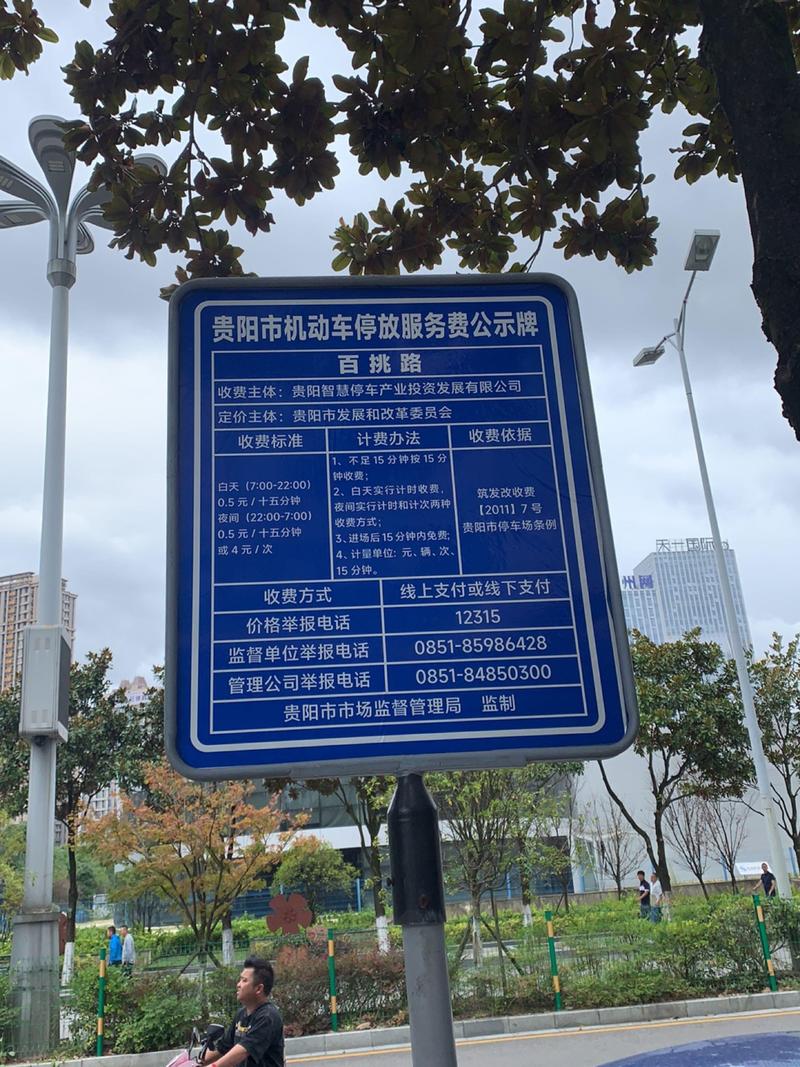 贵阳市机动车停放服务费公示牌
百挑路
收费主体：贵阳智慧停车产业投资发展有限公司
定价主体：贵阳市发展和改革委员会
收费标准
白天（7:00-22:00）
0.5元/十五分钟
夜间（22:00-7:00）
0.5元/十五分钟
或4元/次
计费办法
1、不足15分钟按15分
钟收费；
2、白天实行计时收费，
夜间实行计时和计次两种
收费方式；
3、进场后15分钟内免费；
4、计量单位：元、辆、次、
15分钟。
收费依据
筑发改收费
【2011】7号
贵阳市停车场条例
收费方式 线上支付或线下支付
价格举报电话 12315
监督单位举报电话 0851-85986428
管理公司举报电话 0851-84850300
贵阳市市场监督管理局 监制
州网